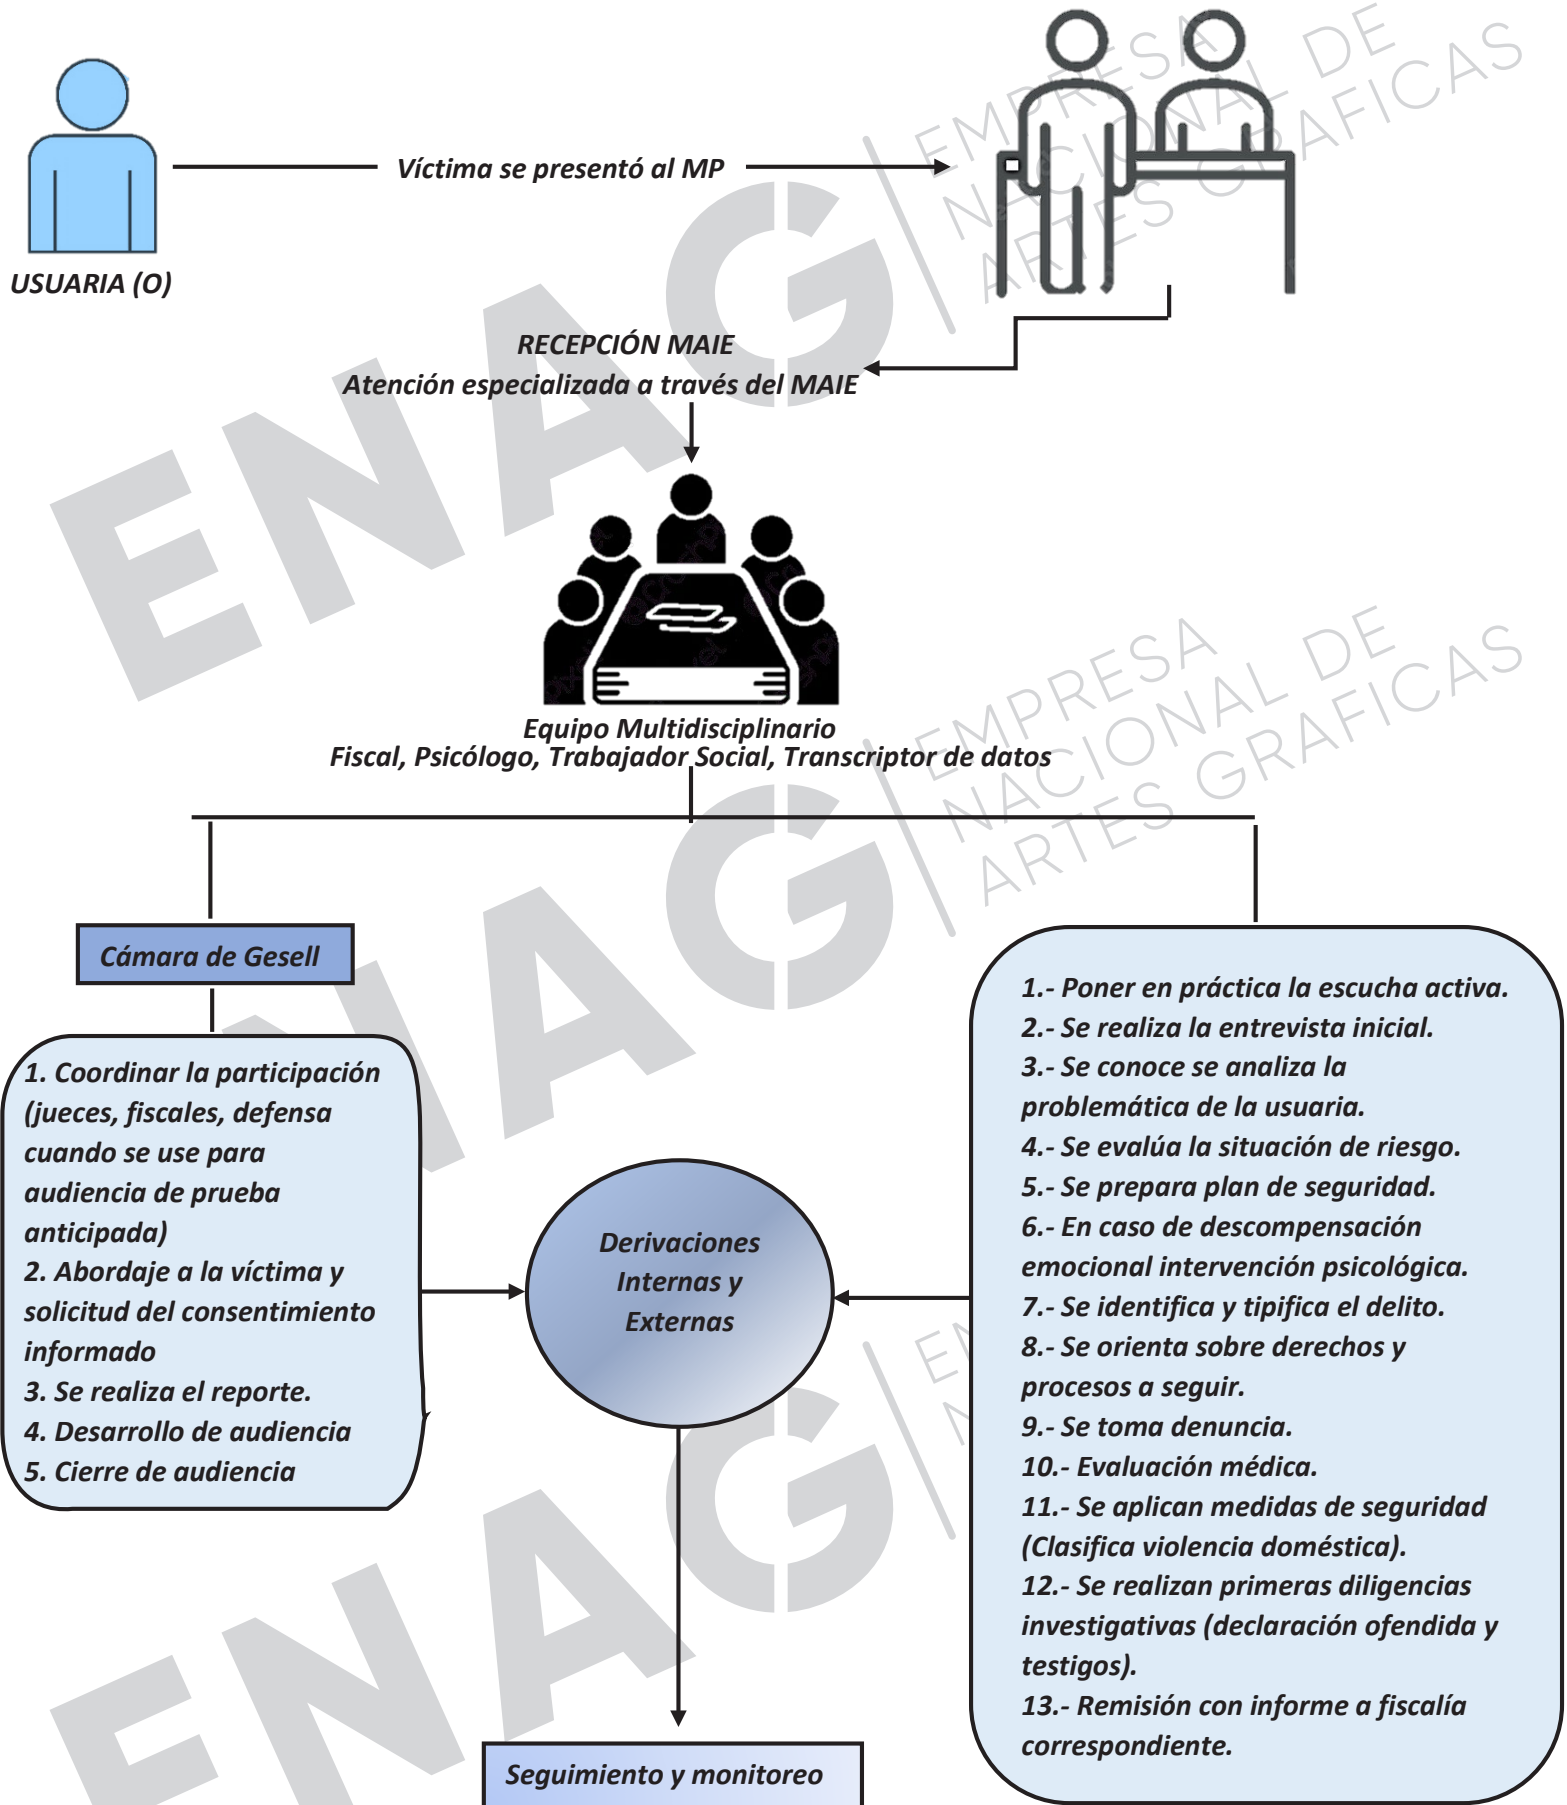 Víctima se presentó al MP
USUARIA (O)
RECEPCIÓN MAIE
Atención especializada a través del MAIE
Equipo Multidisciplinario
Fiscal, Psicólogo, Trabajador Social, Transcriptor de datos
Cámara de Gesell
1. Coordinar la participación
(jueces, fiscales, defensa
cuando se use para
audiencia de prueba
anticipada)
2. Abordaje a la víctima y
solicitud del consentimiento
informado
3. Se realiza el reporte.
4. Desarrollo de audiencia
5. Cierre de audiencia
Derivaciones
Internas y
Externas
1.- Poner en práctica la escucha activa.
2.- Se realiza la entrevista inicial.
3.- Se conoce se analiza la
problemática de la usuaria.
4.- Se evalúa la situación de riesgo.
5.- Se prepara plan de seguridad.
6.- En caso de descompensación
emocional intervención psicológica.
7.- Se identifica y tipifica el delito.
8.- Se orienta sobre derechos y
procesos a seguir.
9.- Se toma denuncia.
10.- Evaluación médica.
11.- Se aplican medidas de seguridad
(Clasifica violencia doméstica).
12.- Se realizan primeras diligencias
investigativas (declaración ofendida y
testigos).
13.- Remisión con informe a fiscalía
correspondiente.
Seguimiento y monitoreo
ENAG
EMPRESA
NACIONAL DE
ARTES GRAFICAS
ENAG
EMPRESA
NACIONAL DE
ARTES GRAFICAS
ENAG